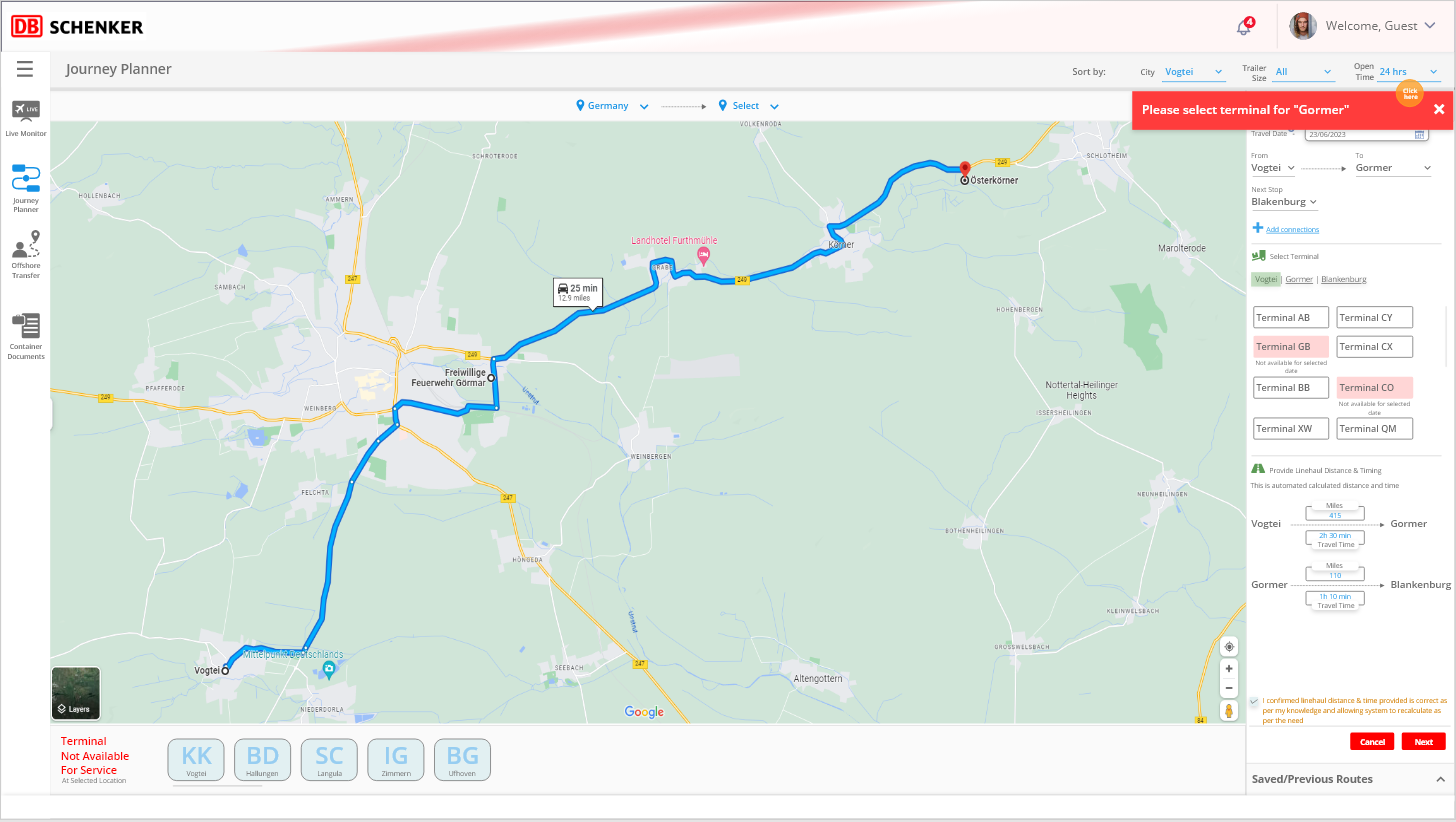 DB SCHENKER
4
Welcome, Guest
Journey Planner
Sort by:
City Vogtei
Trailer Size All
Open Time 24 hrs
Click here
Please select terminal for "Gormer"
LIVE
Live Monitor
Journey
Planner
Offshore
Transfer
Container
Documents
Germany
Select
VOLKENRODA
SCHROTERODE
SCHLOTHEIM
249
Österkörner
HOLLENBACH
AMMERN
Landhotel Furthmühle
Körner
Marolterode
GRABE
247
249
SAMBACH
25 min
12.9 miles
HOHENBERGEN
249
Freiwillige
Feuerwehr Görmar
PFAFFERODE
Nottertal-Heilinger
Heights
249
Unstrut
WEINBERG
ISSERSHEILINGEN
WEINBERGEN
FELCHTA
247
NEUNHEILINGEN
BOTHENHEILINGEN
HÖNGEDA
Unstrut
KLEINWELSBACH
GROSSWELSBACH
Mittelpunkt Deutschlands
Vogtei
SEEBACH
247
Altengottern
NIEDERDORLA
Layers
Google
84
Travel Date
23/06/2023
From
To
Vogtei
Gormer
Next Stop
Blakenburg
Add connections
Select Terminal
Vogtei | Gormer | Blankenburg
Terminal AB
Terminal CY
Terminal GB
Terminal CX
Not available for selected
date
Terminal BB
Terminal CO
Not available for selected
date
Terminal XW
Terminal QM
Provide Linehaul Distance & Timing
This is automated calculated distance and time
Miles
415
Vogtei
Gormer
2h 30 min
Travel Time
Miles
110
Gormer
Blankenburg
1h 10 min
Travel Time
I confirmed linehaul distance & time provided is correct as
per my knowledge and allowing system to recalculate as
per the need
Cancel
Next
Saved/Previous Routes
Terminal
Not Available
For Service
At Selected Location
KK
Vogtei
BD
Hallungen
SC
Langula
IG
Zimmern
BG
Ufhoven